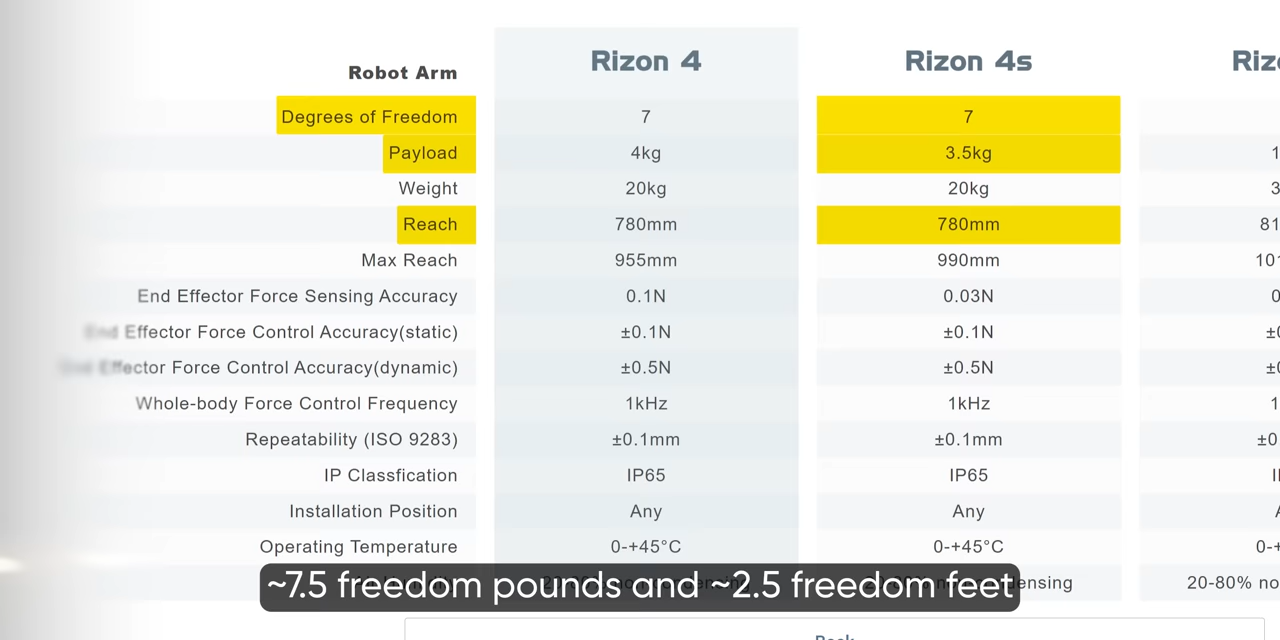 Rizon 4 Rizon 4s
Robot Arm
Degrees of Freedom 7 7
Payload 4kg 3.5kg
Weight 20kg 20kg
Reach 780mm 780mm
Max Reach 955mm 990mm
End Effector Force Sensing Accuracy 0.1N 0.03N
End Effector Force Control Accuracy(static) ±0.1N ±0.1N
End Effector Force Control Accuracy(dynamic) ±0.5N ±0.5N
Whole-body Force Control Frequency 1kHz 1kHz
Repeatability (ISO 9283) ±0.1mm ±0.1mm
IP Classfication IP65 IP65
Installation Position Any Any
Operating Temperature 0-+45°C 0-+45°C
20-80% no
~7.5 freedom pounds and ~2.5 freedom feet